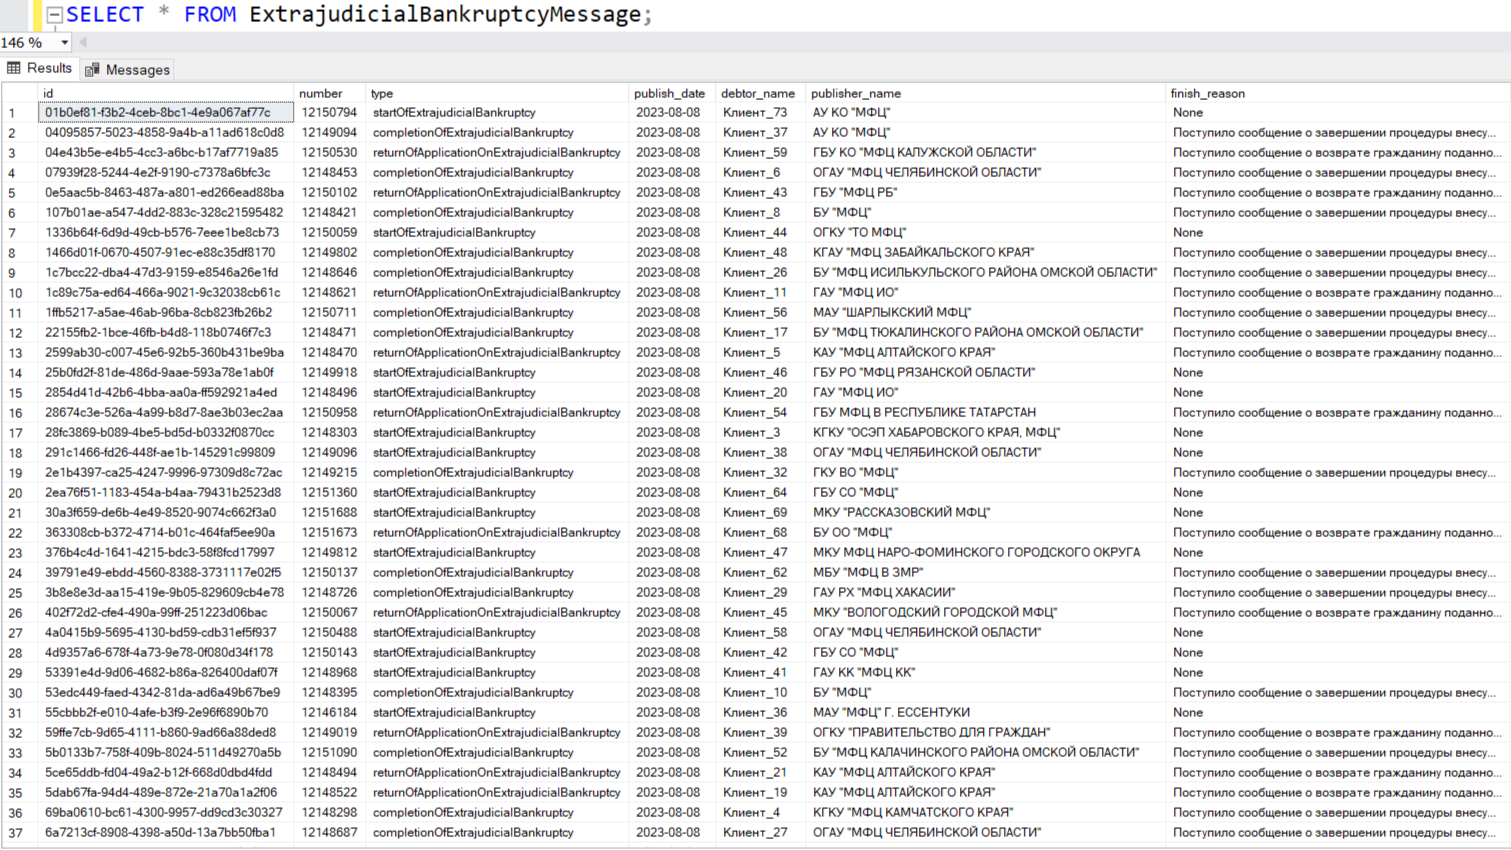 SELECT * FROM ExtrajudicialBankruptcyMessage;
146 %
Results Messages
id number type publish_date debtor_name publisher_name finish_reason
1 01b0ef81-f3b2-4ceb-8bc1-4e9a067af77c 12150794 startOfExtrajudicialBankruptcy 2023-08-08 Клиент_73 АУ КО "МФЦ" None
2 04095857-5023-4858-9a4b-a11ad618c0d8 12149094 completionOfExtrajudicialBankruptcy 2023-08-08 Клиент_37 АУ КО "МФЦ" Поступило сообщение о завершении процедуры внесу...
3 04e43b5e-e4b5-4cc3-a6bc-b17af7719a85 12150530 returnOfApplicationOnExtrajudicialBankruptcy 2023-08-08 Клиент_59 ГБУ КО "МФЦ КАЛУЖСКОЙ ОБЛАСТИ" Поступило сообщение о возврате гражданину поданно...
4 07939f28-5244-4e2f-9190-c7378a6bfc3c 12148453 completionOfExtrajudicialBankruptcy 2023-08-08 Клиент_6 ОГАУ "МФЦ ЧЕЛЯБИНСКОЙ ОБЛАСТИ" Поступило сообщение о завершении процедуры внесу...
5 0e5aac5b-8463-487a-a801-ed266ead88ba 12150102 returnOfApplicationOnExtrajudicialBankruptcy 2023-08-08 Клиент_43 ГБУ "МФЦ РБ" Поступило сообщение о возврате гражданину поданно...
6 107b01ae-a547-4dd2-883c-328c21595482 12148421 completionOfExtrajudicialBankruptcy 2023-08-08 Клиент_8 БУ "МФЦ" Поступило сообщение о завершении процедуры внесу...
7 1336b64f-6d9d-49cb-b576-7eee1be8cb73 12150059 startOfExtrajudicialBankruptcy 2023-08-08 Клиент_44 ОГКУ "ТО МФЦ" None
8 1466d01f-0670-4507-91ec-e88c35df8170 12149802 completionOfExtrajudicialBankruptcy 2023-08-08 Клиент_48 КГАУ "МФЦ ЗАБАЙКАЛЬСКОГО КРАЯ" Поступило сообщение о завершении процедуры внесу...
9 1c7bcc22-dba4-47d3-9159-e8546a26e1fd 12148646 completionOfExtrajudicialBankruptcy 2023-08-08 Клиент_26 БУ "МФЦ ИСИЛЬКУЛЬСКОГО РАЙОНА ОМСКОЙ ОБЛАСТИ" Поступило сообщение о завершении процедуры внесу...
10 1c89c75a-ed64-466a-9021-9c32038cb61c 12148621 returnOfApplicationOnExtrajudicialBankruptcy 2023-08-08 Клиент_11 ГАУ "МФЦ ИО" Поступило сообщение о возврате гражданину поданно...
11 1ffb5217-a5ae-46ab-96ba-8cb823fb26b2 12150711 completionOfExtrajudicialBankruptcy 2023-08-08 Клиент_56 МАУ "ШАРЛЫКСКИЙ МФЦ" Поступило сообщение о завершении процедуры внесу...
12 22155fb2-1bce-46fb-b4d8-118b0746f7c3 12148471 completionOfExtrajudicialBankruptcy 2023-08-08 Клиент_17 БУ "МФЦ ТЮКАЛИНСКОГО РАЙОНА ОМСКОЙ ОБЛАСТИ" Поступило сообщение о завершении процедуры внесу...
13 2599ab30-c007-45e6-92b5-360b431be9ba 12148470 returnOfApplicationOnExtrajudicialBankruptcy 2023-08-08 Клиент_5 КАУ "МФЦ АЛТАЙСКОГО КРАЯ" Поступило сообщение о возврате гражданину поданно...
14 25b0fd2f-81de-486d-9aae-593a78e1ab0f 12149918 startOfExtrajudicialBankruptcy 2023-08-08 Клиент_46 ГБУ РО "МФЦ РЯЗАНСКОЙ ОБЛАСТИ" None
15 2854d41d-42b6-4bba-aa0a-ff592921a4ed 12148496 startOfExtrajudicialBankruptcy 2023-08-08 Клиент_20 ГАУ "МФЦ ИО" None
16 28674c3e-526a-4a99-b8d7-8ae3b03ec2aa 12150958 returnOfApplicationOnExtrajudicialBankruptcy 2023-08-08 Клиент_54 ГБУ МФЦ В РЕСПУБЛИКЕ ТАТАРСТАН Поступило сообщение о возврате гражданину поданно...
17 28fc3869-b089-4be5-bd5d-b0332f0870cc 12148303 startOfExtrajudicialBankruptcy 2023-08-08 Клиент_3 КГКУ "ОСЭП ХАБАРОВСКОГО КРАЯ, МФЦ" None
18 291c1466-fd26-448f-ae1b-145291c99809 12149096 startOfExtrajudicialBankruptcy 2023-08-08 Клиент_38 ОГАУ "МФЦ ЧЕЛЯБИНСКОЙ ОБЛАСТИ" None
19 2e1b4397-ca25-4247-9996-97309d8c72ac 12149215 completionOfExtrajudicialBankruptcy 2023-08-08 Клиент_32 ГКУ ВО "МФЦ" Поступило сообщение о завершении процедуры внесу...
20 2ea76f51-1183-454a-b4aa-79431b2523d8 12151360 startOfExtrajudicialBankruptcy 2023-08-08 Клиент_64 ГБУ СО "МФЦ" None
21 30a3f659-de6b-4e49-8520-9074c662f3a0 12151688 startOfExtrajudicialBankruptcy 2023-08-08 Клиент_69 МКУ "РАССКАЗОВСКИЙ МФЦ" None
22 363308cb-b372-4714-b01c-464faf5ee90a 12151673 returnOfApplicationOnExtrajudicialBankruptcy 2023-08-08 Клиент_68 БУ ОО "МФЦ" Поступило сообщение о возврате гражданину поданно...
23 376b4c4d-1641-4215-bdc3-58f8fcd17997 12149812 startOfExtrajudicialBankruptcy 2023-08-08 Клиент_47 МКУ МФЦ НАРО-ФОМИНСКОГО ГОРОДСКОГО ОКРУГА None
24 39791e49-ebdd-4560-8388-3731117e02f5 12150137 completionOfExtrajudicialBankruptcy 2023-08-08 Клиент_62 МБУ "МФЦ В ЗМР" Поступило сообщение о завершении процедуры внесу...
25 3b8e8e3d-aa15-419e-9b05-829609cb4e78 12148726 completionOfExtrajudicialBankruptcy 2023-08-08 Клиент_29 ГАУ РХ "МФЦ ХАКАСИИ" Поступило сообщение о завершении процедуры внесу...
26 402f72d2-cfe4-490a-99ff-251223d06bac 12150067 returnOfApplicationOnExtrajudicialBankruptcy 2023-08-08 Клиент_45 МКУ "ВОЛОГОДСКИЙ ГОРОДСКОЙ МФЦ" Поступило сообщение о возврате гражданину поданно...
27 4a0415b9-5695-4130-bd59-cdb31ef5f937 12150488 startOfExtrajudicialBankruptcy 2023-08-08 Клиент_58 ОГАУ "МФЦ ЧЕЛЯБИНСКОЙ ОБЛАСТИ" None
28 4d9357a6-678f-4a73-9e78-0f080d34f178 12150143 startOfExtrajudicialBankruptcy 2023-08-08 Клиент_42 ГБУ СО "МФЦ" None
29 53391e4d-9d06-4682-b86a-826400daf07f 12148968 startOfExtrajudicialBankruptcy 2023-08-08 Клиент_41 ГАУ КК "МФЦ КК" None
30 53edc449-faed-4342-81da-ad6a49b67be9 12148395 completionOfExtrajudicialBankruptcy 2023-08-08 Клиент_10 БУ "МФЦ" Поступило сообщение о завершении процедуры внесу...
31 55cbbb2f-e010-4afe-b3f9-2e96f6890b70 12146184 startOfExtrajudicialBankruptcy 2023-08-08 Клиент_36 МАУ "МФЦ" Г. ЕССЕНТУКИ None
32 59ffe7cb-9d65-4111-b860-9ad66a88ded8 12149019 returnOfApplicationOnExtrajudicialBankruptcy 2023-08-08 Клиент_39 ОГКУ "ПРАВИТЕЛЬСТВО ДЛЯ ГРАЖДАН" Поступило сообщение о возврате гражданину поданно...
33 5b0133b7-758f-409b-8024-511d49270a5b 12151090 completionOfExtrajudicialBankruptcy 2023-08-08 Клиент_52 БУ "МФЦ КАЛАЧИНСКОГО РАЙОНА ОМСКОЙ ОБЛАСТИ" Поступило сообщение о завершении процедуры внесу...
34 5ce65ddb-fd04-49a2-b12f-668d0dbd4fdd 12148494 returnOfApplicationOnExtrajudicialBankruptcy 2023-08-08 Клиент_21 КАУ "МФЦ АЛТАЙСКОГО КРАЯ" Поступило сообщение о возврате гражданину поданно...
35 5dab67fa-94d4-489e-872e-21a70a1a2f06 12148522 returnOfApplicationOnExtrajudicialBankruptcy 2023-08-08 Клиент_19 КАУ "МФЦ АЛТАЙСКОГО КРАЯ" Поступило сообщение о возврате гражданину поданно...
36 69ba0610-bc61-4300-9957-dd9cd3c30327 12148298 completionOfExtrajudicialBankruptcy 2023-08-08 Клиент_4 КГКУ "МФЦ КАМЧАТСКОГО КРАЯ" Поступило сообщение о завершении процедуры внесу...
37 6a7213cf-8908-4398-a50d-13a7bb50fba1 12148687 completionOfExtrajudicialBankruptcy 2023-08-08 Клиент_27 ОГАУ "МФЦ ЧЕЛЯБИНСКОЙ ОБЛАСТИ" Поступило сообщение о завершении процедуры внесу...